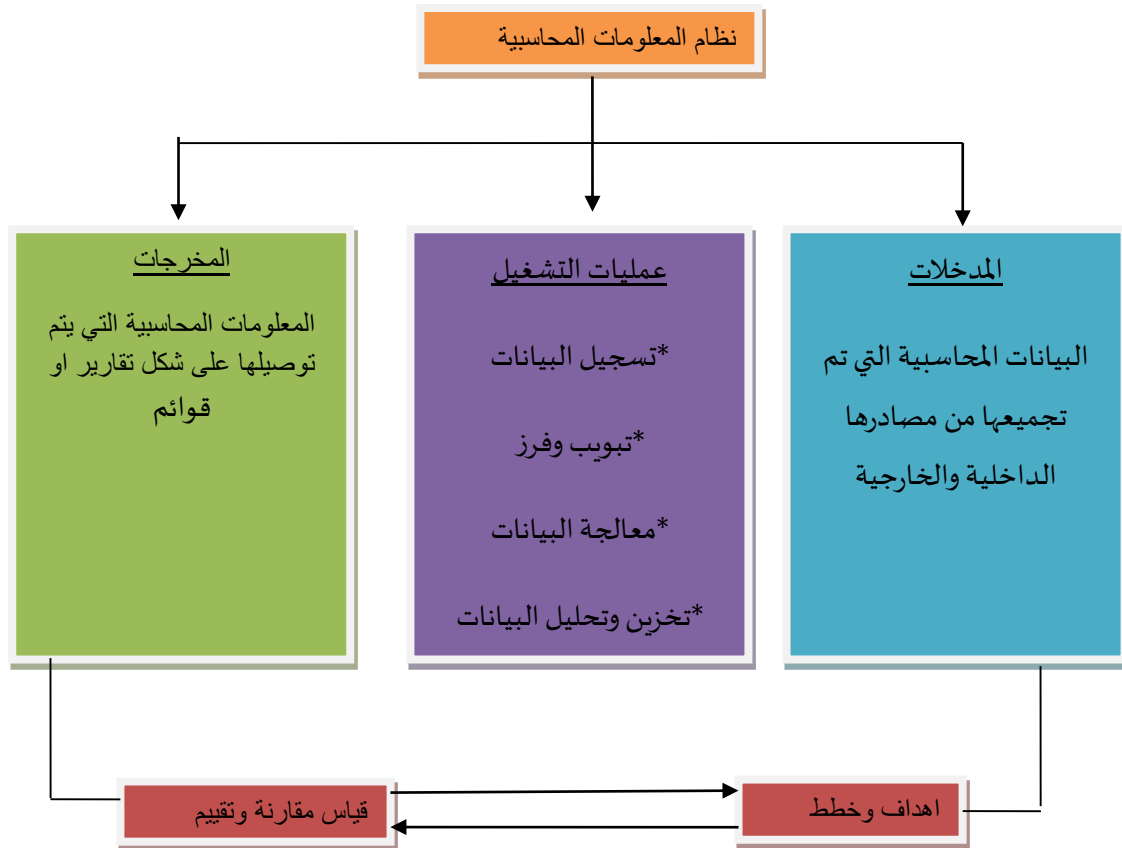 نظام المعلومات المحاسبية
المدخلات
البيانات المحاسبية التي تم
تجميعها من مصادرها
الداخلية والخارجية
عمليات التشغيل
*تسجيل البيانات
*تبويب وفرز
*معالجة البيانات
*تخزين وتحليل البيانات
المخرجات
المعلومات المحاسبية التي يتم
توصيلها على شكل تقارير او
قوائم
اهداف وخطط
قياس مقارنة وتقييم